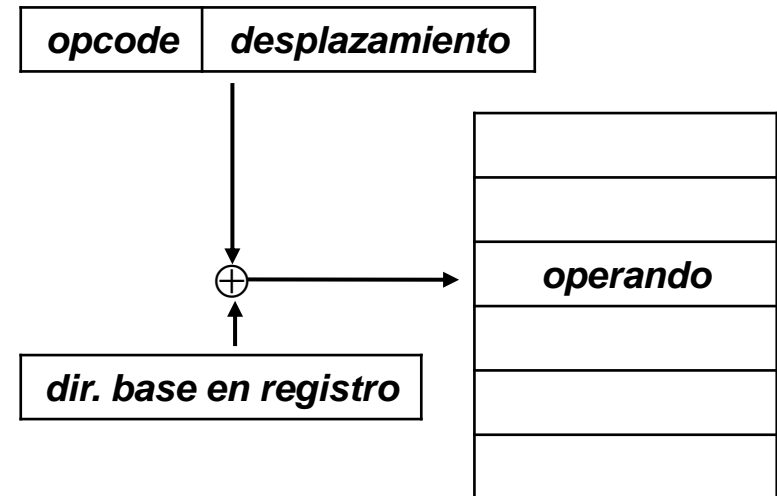 opcode desplazamiento
operando
dir. base en registro